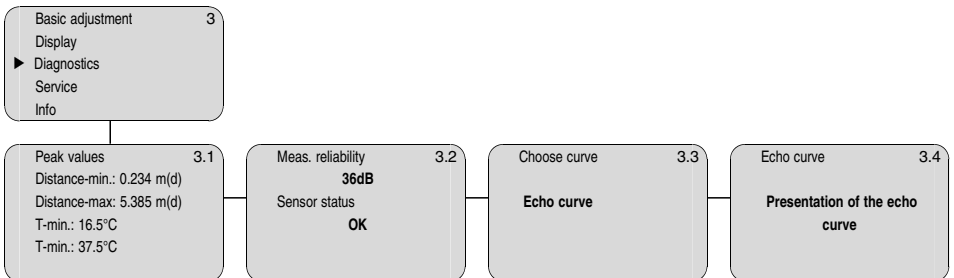 Basic adjustment 3
Display
▶ Diagnostics
Service
Info
Peak values 3.1
Distance-min.: 0.234 m(d)
Distance-max: 5.385 m(d)
T-min.: 16.5°C
T-min.: 37.5°C
Meas. reliability 3.2
36dB
Sensor status
OK
Choose curve 3.3
Echo curve
Echo curve 3.4
Presentation of the echo
curve